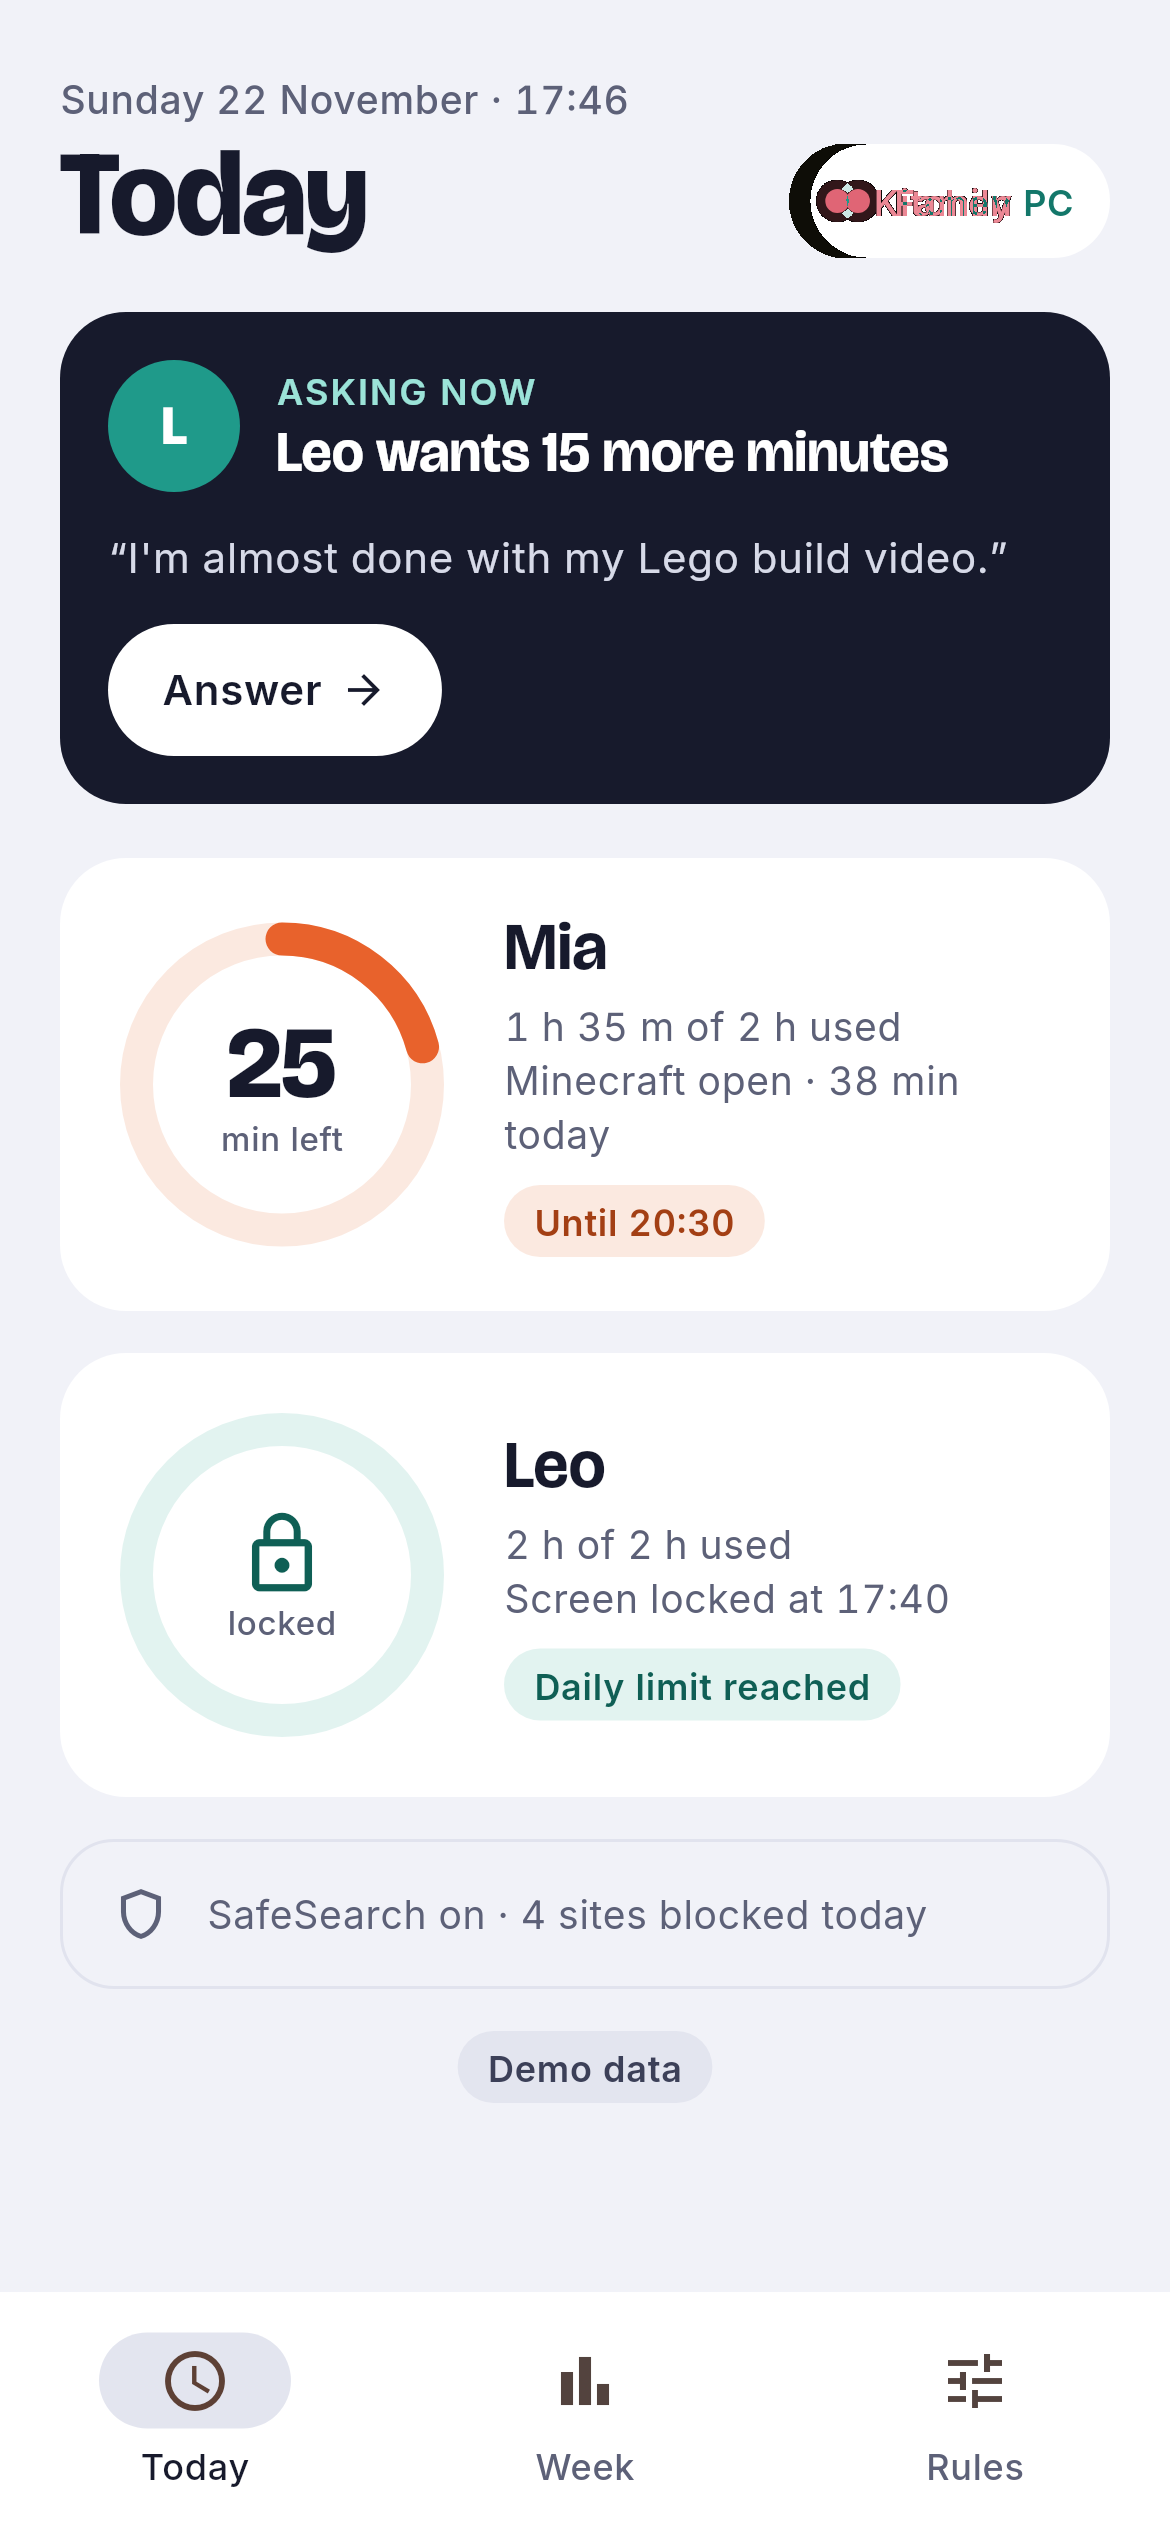 Sunday 22 November · 17:46
Today
PC
L
ASKING NOW
Leo wants 15 more minutes
“I'm almost done with my Lego build video.”
Answer →
Mia
25
min left
1 h 35 m of 2 h used
Minecraft open · 38 min
today
Until 20:30
Leo
locked
2 h of 2 h used
Screen locked at 17:40
Daily limit reached
SafeSearch on · 4 sites blocked today
Demo data
Today
Week
Rules